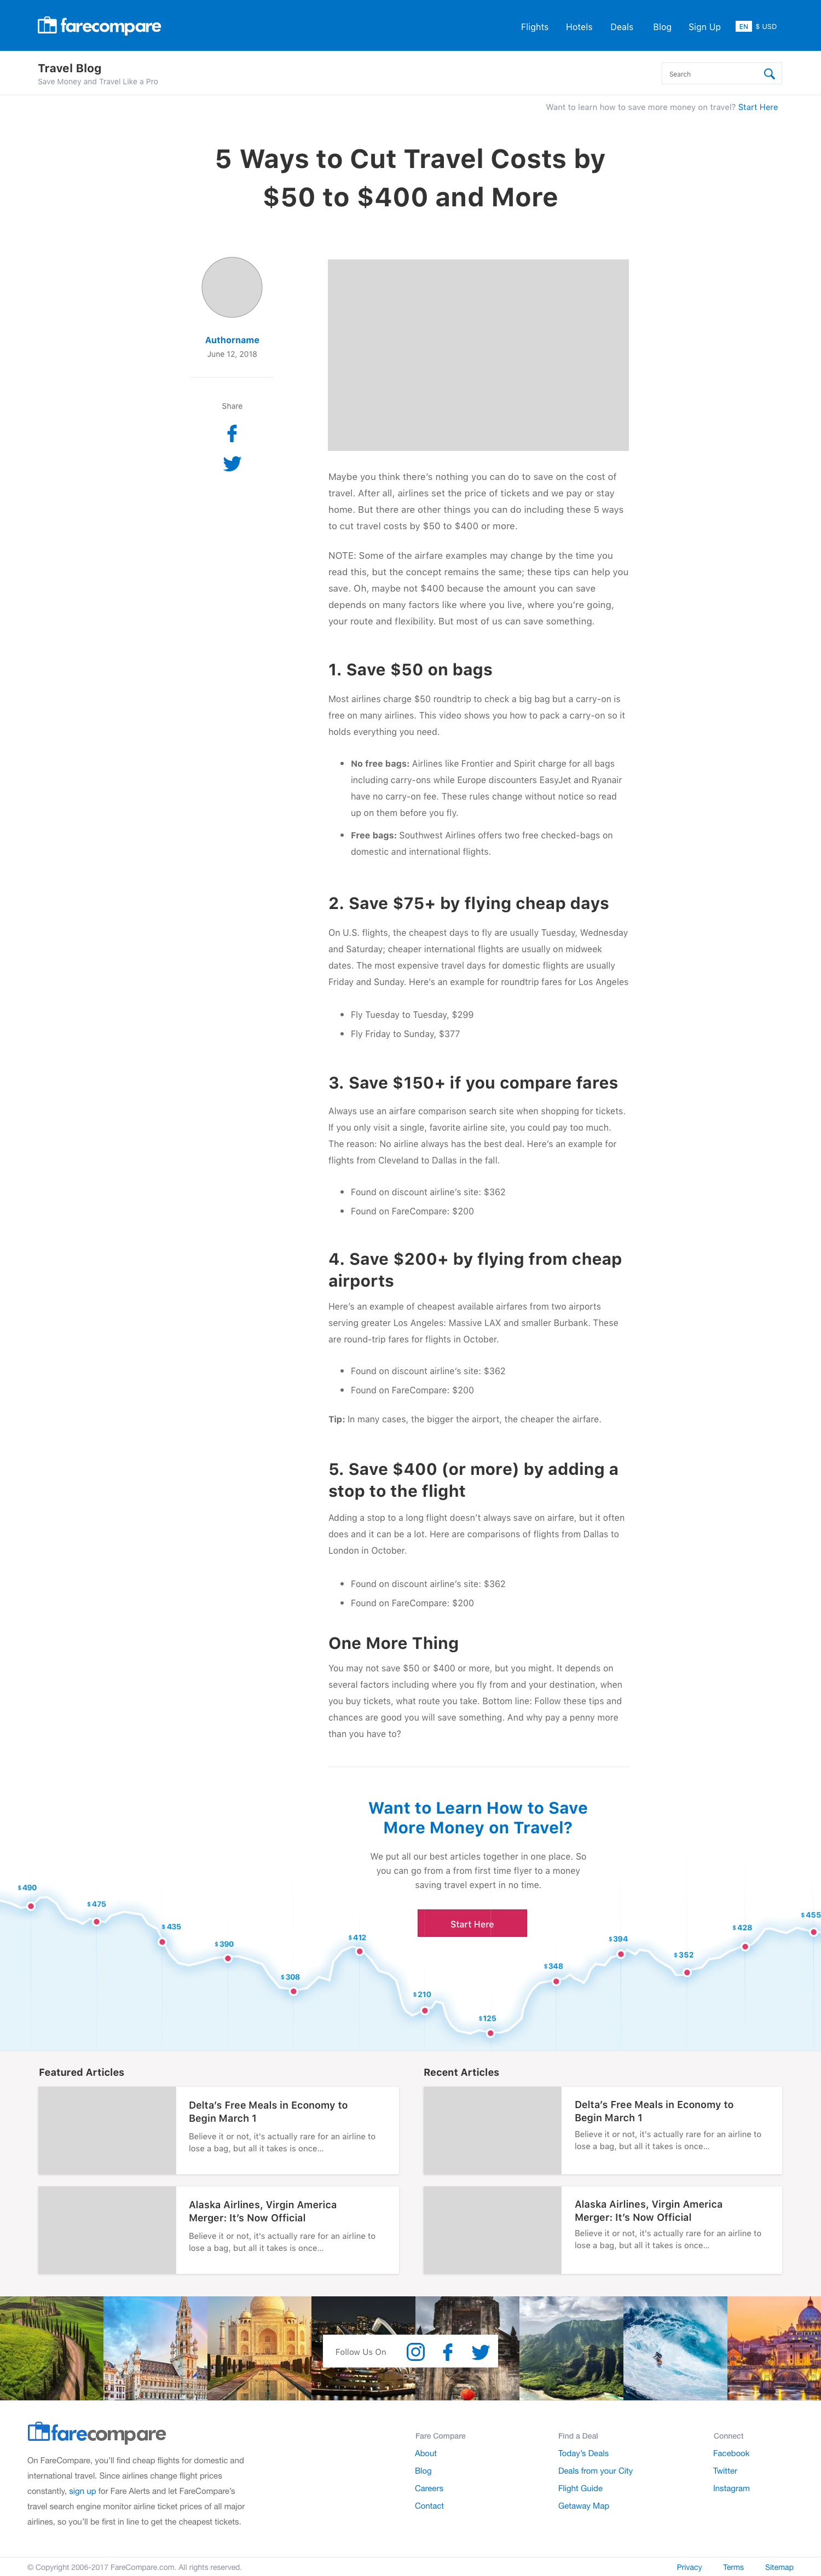 farecompare
Flights Hotels Deals Blog Sign Up EN $ USD
Travel Blog
Save Money and Travel Like a Pro
Search
Want to learn how to save more money on travel? Start Here
5 Ways to Cut Travel Costs by
$50 to $400 and More
Authorname
June 12, 2018
Share
Maybe you think there's nothing you can do to save on the cost of
travel. After all, airlines set the price of tickets and we pay or stay
home. But there are other things you can do including these 5 ways
to cut travel costs by $50 to $400 or more.
NOTE: Some of the airfare examples may change by the time you
read this, but the concept remains the same; these tips can help you
save. Oh, maybe not $400 because the amount you can save
depends on many factors like where you live, where you're going,
your route and flexibility. But most of us can save something.
1. Save $50 on bags
Most airlines charge $50 roundtrip to check a big bag but a carry-on is
free on many airlines. This video shows you how to pack a carry-on so it
holds everything you need.
• No free bags: Airlines like Frontier and Spirit charge for all bags
including carry-ons while Europe discounters EasyJet and Ryanair
have no carry-on fee. These rules change without notice so read
up on them before you fly.
• Free bags: Southwest Airlines offers two free checked-bags on
domestic and international flights.
2. Save $75+ by flying cheap days
On U.S. flights, the cheapest days to fly are usually Tuesday, Wednesday
and Saturday; cheaper international flights are usually on midweek
dates. The most expensive travel days for domestic flights are usually
Friday and Sunday. Here's an example for roundtrip fares for Los Angeles
• Fly Tuesday to Tuesday, $299
• Fly Friday to Sunday, $377
3. Save $150+ if you compare fares
Always use an airfare comparison search site when shopping for tickets.
If you only visit a single, favorite airline site, you could pay too much.
The reason: No airline always has the best deal. Here's an example for
flights from Cleveland to Dallas in the fall.
• Found on discount airline's site: $362
• Found on FareCompare: $200
4. Save $200+ by flying from cheap
airports
Here's an example of cheapest available airfares from two airports
serving greater Los Angeles: Massive LAX and smaller Burbank. These
are round-trip fares for flights in October.
• Found on discount airline's site: $362
• Found on FareCompare: $200
Tip: In many cases, the bigger the airport, the cheaper the airfare.
5. Save $400 (or more) by adding a
stop to the flight
Adding a stop to a long flight doesn't always save on airfare, but it often
does and it can be a lot. Here are comparisons of flights from Dallas to
London in October.
• Found on discount airline's site: $362
• Found on FareCompare: $200
One More Thing
You may not save $50 or $400 or more, but you might. It depends on
several factors including where you fly from and your destination, when
you buy tickets, what route you take. Bottom line: Follow these tips and
chances are good you will save something. And why pay a penny more
than you have to?
Want to Learn How to Save
More Money on Travel?
We put all our best articles together in one place. So
you can go from a from first time flyer to a money
saving travel expert in no time.
Start Here
$490
$475
$435
$390
$308
$412
$210
$125
$348
$394
$352
$428
$455
Featured Articles
Delta's Free Meals in Economy to
Begin March 1
Believe it or not, it's actually rare for an airline to
lose a bag, but all it takes is once...
Alaska Airlines, Virgin America
Merger: It's Now Official
Believe it or not, it's actually rare for an airline to
lose a bag, but all it takes is once...
Recent Articles
Delta's Free Meals in Economy to
Begin March 1
Believe it or not, it's actually rare for an airline to
lose a bag, but all it takes is once...
Alaska Airlines, Virgin America
Merger: It's Now Official
Believe it or not, it's actually rare for an airline to
lose a bag, but all it takes is once...
Follow Us On
farecompare
On FareCompare, you'll find cheap flights for domestic and
international travel. Since airlines change flight prices
constantly, sign up for Fare Alerts and let FareCompare's
travel search engine monitor airline ticket prices of all major
airlines, so you'll be first in line to get the cheapest tickets.
Fare Compare
About
Blog
Careers
Contact
Find a Deal
Today's Deals
Deals from your City
Flight Guide
Getaway Map
Connect
Facebook
Twitter
Instagram
© Copyright 2006-2017 FareCompare.com. All rights reserved.
Privacy Terms Sitemap